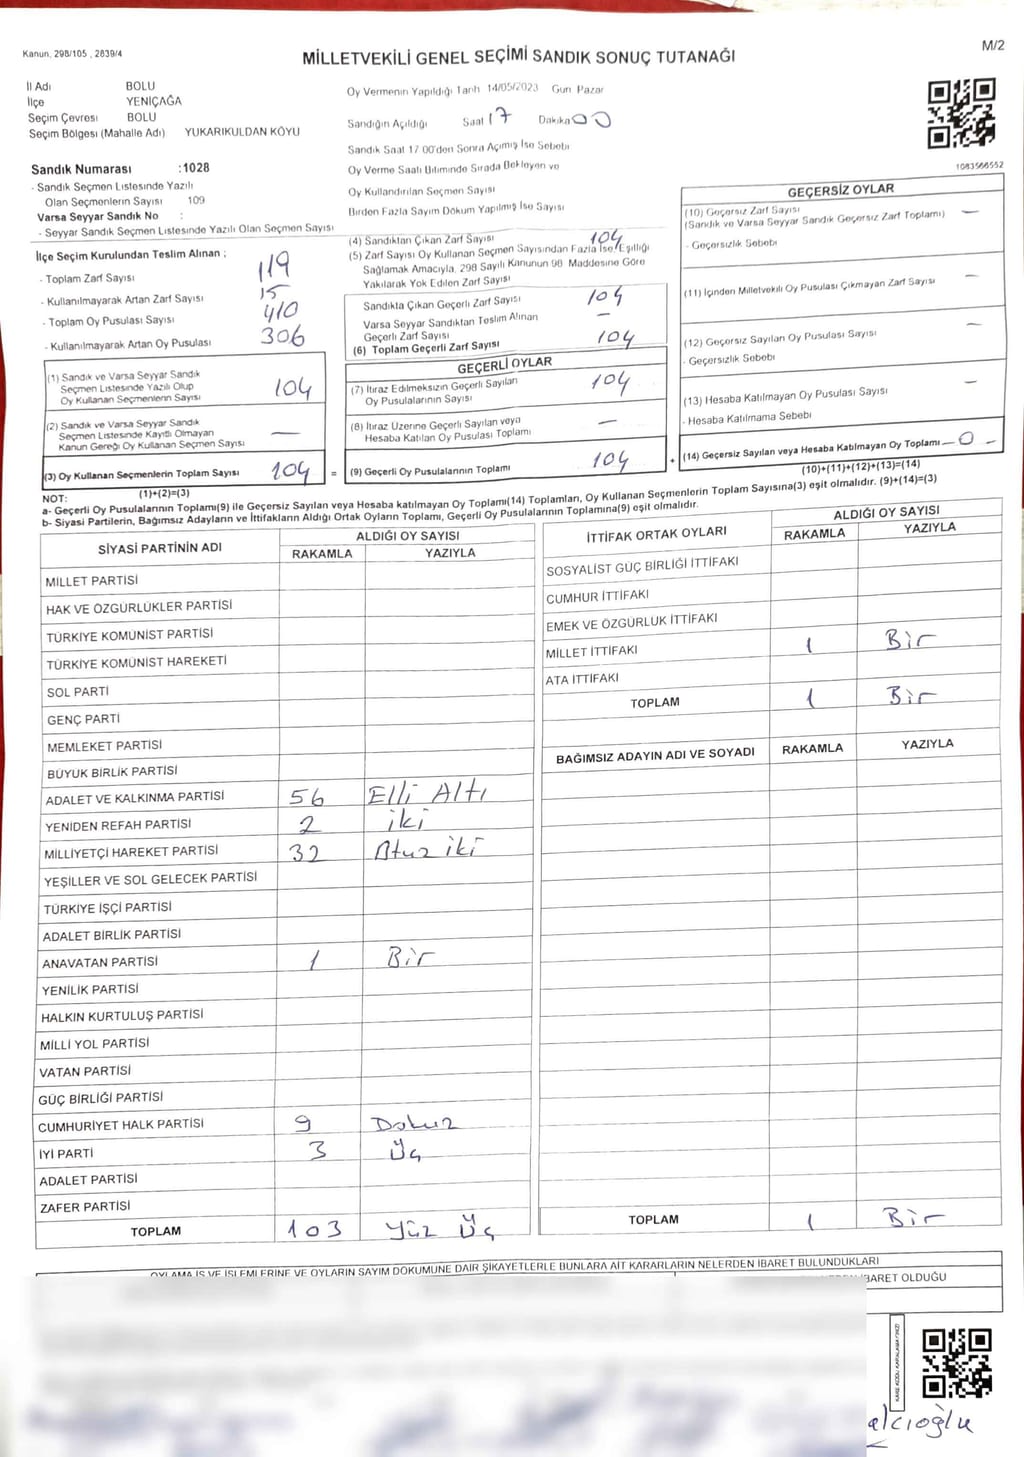 Kanun, 298/105 , 2839/4
MİLLETVEKİLİ GENEL SEÇİMİ SANDIK SONUÇ TUTANAĞI
M/2
İl Adı BOLU
İlçe YENİÇAĞA
Seçim Çevresi BOLU
Seçim Bölgesi (Mahalle Adı) YUKARIKULDAN KÖYÜ
Sandık Numarası :1028
- Sandık Seçmen Listesinde Yazılı
Olan Seçmenlerin Sayısı 109
Varsa Seyyar Sandık No :
- Seyyar Sandık Seçmen Listesinde Yazılı Olan Seçmen Sayısı
İlçe Seçim Kurulundan Teslim Alınan ;
- Toplam Zarf Sayısı 119
- Kullanılmayarak Artan Zarf Sayısı 15
- Toplam Oy Pusulası Sayısı 410
- Kullanılmayarak Artan Oy Pusulası 306
(1) Sandık ve Varsa Seyyar Sandık
Seçmen Listesinde Yazılı Olup
Oy Kullanan Seçmenlerin Sayısı 104
(2) Sandık ve Varsa Seyyar Sandık
Seçmen Listesinde Kayıtlı Olmayan
Kanun Gereği Oy Kullanan Seçmen Sayısı —
(3) Oy Kullanan Seçmenlerin Toplam Sayısı 104 =
(1)+(2)=(3)
Oy Vermenin Yapıldığı Tarih 14/05/2023 Gün Pazar
Sandığın Açıldığı Saat 17 Dakika 00
Sandık Saat 17 00'den Sonra Açılmış İse Sebebi
Oy Verme Saati Bitiminde Sırada Bekleyen ve
Oy Kullandırılan Seçmen Sayısı
Birden Fazla Sayım Döküm Yapılmış İse Sayısı
(4) Sandıktan Çıkan Zarf Sayısı 104
(5) Zarf Sayısı Oy Kullanan Seçmen Sayısından Fazla İse Eşitliği
Sağlamak Amacıyla, 298 Sayılı Kanunun 98 Maddesine Göre
Yakılarak Yok Edilen Zarf Sayısı
Sandıkta Çıkan Geçerli Zarf Sayısı 104
Varsa Seyyar Sandıktan Teslim Alınan
Geçerli Zarf Sayısı —
(6) Toplam Geçerli Zarf Sayısı 104
GEÇERLİ OYLAR
(7) İtiraz Edilmeksizin Geçerli Sayılan
Oy Pusulalarının Sayısı 104
(8) İtiraz Üzerine Geçerli Sayılan veya
Hesaba Katılan Oy Pusulası Toplamı —
(9) Geçerli Oy Pusulalarının Toplamı 104 +
1083566552
GEÇERSİZ OYLAR
(10) Geçersiz Zarf Sayısı —
(Sandık ve Varsa Seyyar Sandık Geçersiz Zarf Toplamı)
- Geçersizlik Sebebi
(11) İçinden Milletvekili Oy Pusulası Çıkmayan Zarf Sayısı —
(12) Geçersiz Sayılan Oy Pusulası Sayısı —
- Geçersizlik Sebebi
(13) Hesaba Katılmayan Oy Pusulası Sayısı —
- Hesaba Katılmama Sebebi
(14) Geçersiz Sayılan veya Hesaba Katılmayan Oy Toplamı — 0 —
(10)+(11)+(12)+(13)=(14)
NOT:
a- Geçerli Oy Pusulalarının Toplamı(9) ile Geçersiz Sayılan veya Hesaba katılmayan Oy Toplamı(14) Toplamları, Oy Kullanan Seçmenlerin Toplam Sayısına(3) eşit olmalıdır. (9)+(14)=(3)
b- Siyasi Partilerin, Bağımsız Adayların ve İttifakların Aldığı Ortak Oyların Toplamı, Geçerli Oy Pusulalarının Toplamına(9) eşit olmalıdır.
SİYASİ PARTİNİN ADI ALDIĞI OY SAYISI
RAKAMLA YAZIYLA
MİLLET PARTİSİ
HAK VE ÖZGÜRLÜKLER PARTİSİ
TÜRKİYE KOMÜNİST PARTİSİ
TÜRKİYE KOMÜNİST HAREKETİ
SOL PARTİ
GENÇ PARTİ
MEMLEKET PARTİSİ
BÜYÜK BİRLİK PARTİSİ
ADALET VE KALKINMA PARTİSİ 56 Elli Altı
YENİDEN REFAH PARTİSİ 2 iki
MİLLİYETÇİ HAREKET PARTİSİ 32 Otuz iki
YEŞİLLER VE SOL GELECEK PARTİSİ
TÜRKİYE İŞÇİ PARTİSİ
ADALET BİRLİK PARTİSİ
ANAVATAN PARTİSİ 1 Bir
YENİLİK PARTİSİ
HALKIN KURTULUŞ PARTİSİ
MİLLİ YOL PARTİSİ
VATAN PARTİSİ
GÜÇ BİRLİĞİ PARTİSİ
CUMHURİYET HALK PARTİSİ 9 Dokuz
İYİ PARTİ 3 Üç
ADALET PARTİSİ
ZAFER PARTİSİ
TOPLAM 103 Yüz Üç
İTTİFAK ORTAK OYLARI ALDIĞI OY SAYISI
RAKAMLA YAZIYLA
SOSYALİST GÜÇ BİRLİĞİ İTTİFAKI
CUMHUR İTTİFAKI
EMEK VE ÖZGÜRLÜK İTTİFAKI
MİLLET İTTİFAKI 1 Bir
ATA İTTİFAKI
TOPLAM 1 Bir
BAĞIMSIZ ADAYIN ADI VE SOYADI RAKAMLA YAZIYLA
TOPLAM 1 Bir
OYLAMA İŞ VE İŞLEMLERİNE VE OYLARIN SAYIM DÖKÜMÜNE DAİR ŞİKAYETLERLE BUNLARA AİT KARARLARIN NELERDEN İBARET BULUNDUKLARI
İBARET OLDUĞU
alcıoğlu